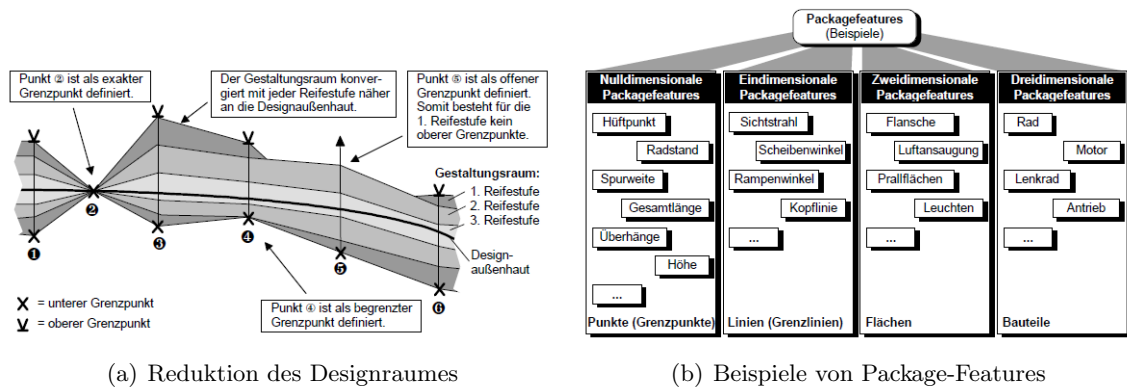 Punkt ② ist als exakter
Grenzpunkt definiert.
Der Gestaltungsraum konver-
giert mit jeder Reifestufe näher
an die Designaußenhaut.
Punkt ⑤ ist als offener
Grenzpunkt definiert.
Somit besteht für die
1. Reifestufe kein
oberer Grenzpunkte.
Gestaltungsraum:
1. Reifestufe
2. Reifestufe
3. Reifestufe
Design-
außenhaut
❶
❷
❸
❹
❺
❻
Punkt ④ ist als begrenzter
Grenzpunkt definiert.
= unterer Grenzpunkt
= oberer Grenzpunkt
(a) Reduktion des Designraumes
Packagefeatures
(Beispiele)
Nulldimensionale
Packagefeatures
Hüftpunkt
Radstand
Spurweite
Gesamtlänge
Überhänge
Höhe
...
Punkte (Grenzpunkte)
Eindimensionale
Packagefeatures
Sichtstrahl
Scheibenwinkel
Rampenwinkel
Kopflinie
...
Linien (Grenzlinien)
Zweidimensionale
Packagefeatures
Flansche
Luftansaugung
Prallflächen
Leuchten
...
Flächen
Dreidimensionale
Packagefeatures
Rad
Motor
Lenkrad
Antrieb
...
Bauteile
(b) Beispiele von Package-Features